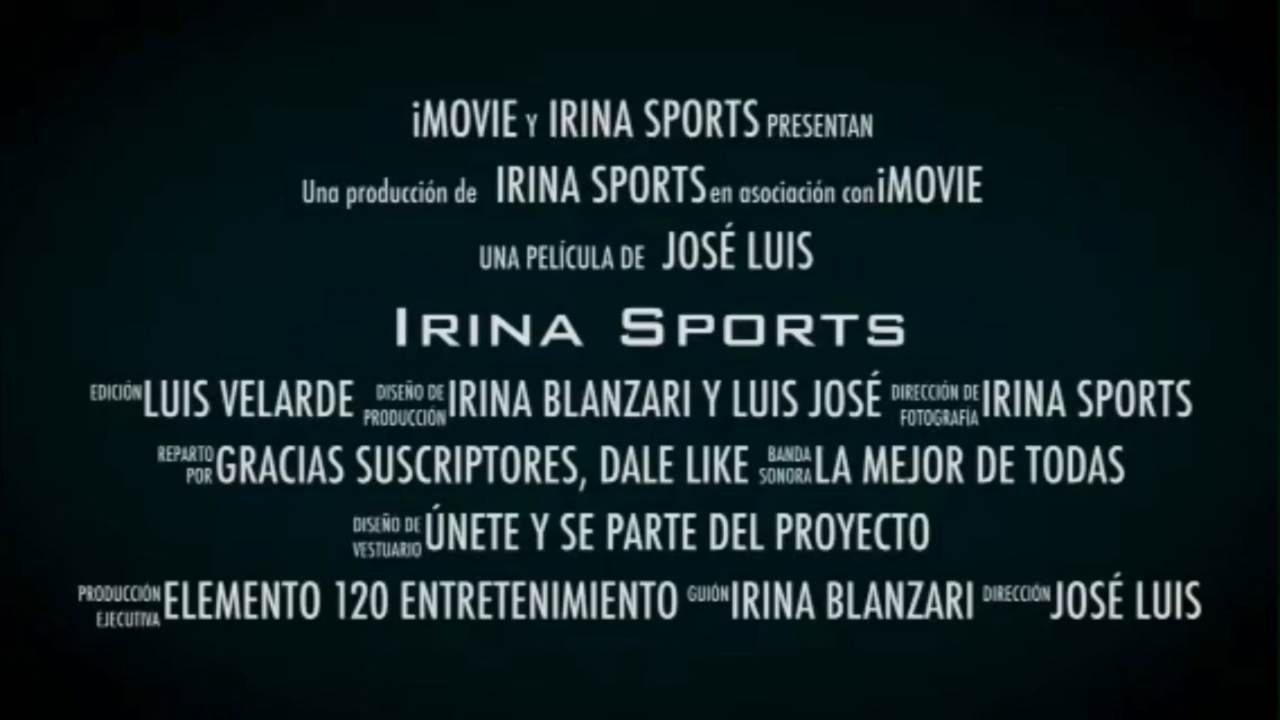 iMOVIE Y IRINA SPORTS PRESENTAN
Una producción de IRINA SPORTS en asociación con iMOVIE
UNA PELÍCULA DE JOSÉ LUIS
IRINA SPORTS
EDICIÓN LUIS VELARDE DISEÑO DE PRODUCCIÓN IRINA BLANZARI Y LUIS JOSÉ DIRECCIÓN DE FOTOGRAFÍA IRINA SPORTS
REPARTO POR GRACIAS SUSCRIPTORES, DALE LIKE BANDA SONORA LA MEJOR DE TODAS
DISEÑO DE VESTUARIO ÚNETE Y SE PARTE DEL PROYECTO
PRODUCCIÓN EJECUTIVA ELEMENTO 120 ENTRETENIMIENTO GUIÓN IRINA BLANZARI DIRECCIÓN JOSÉ LUIS